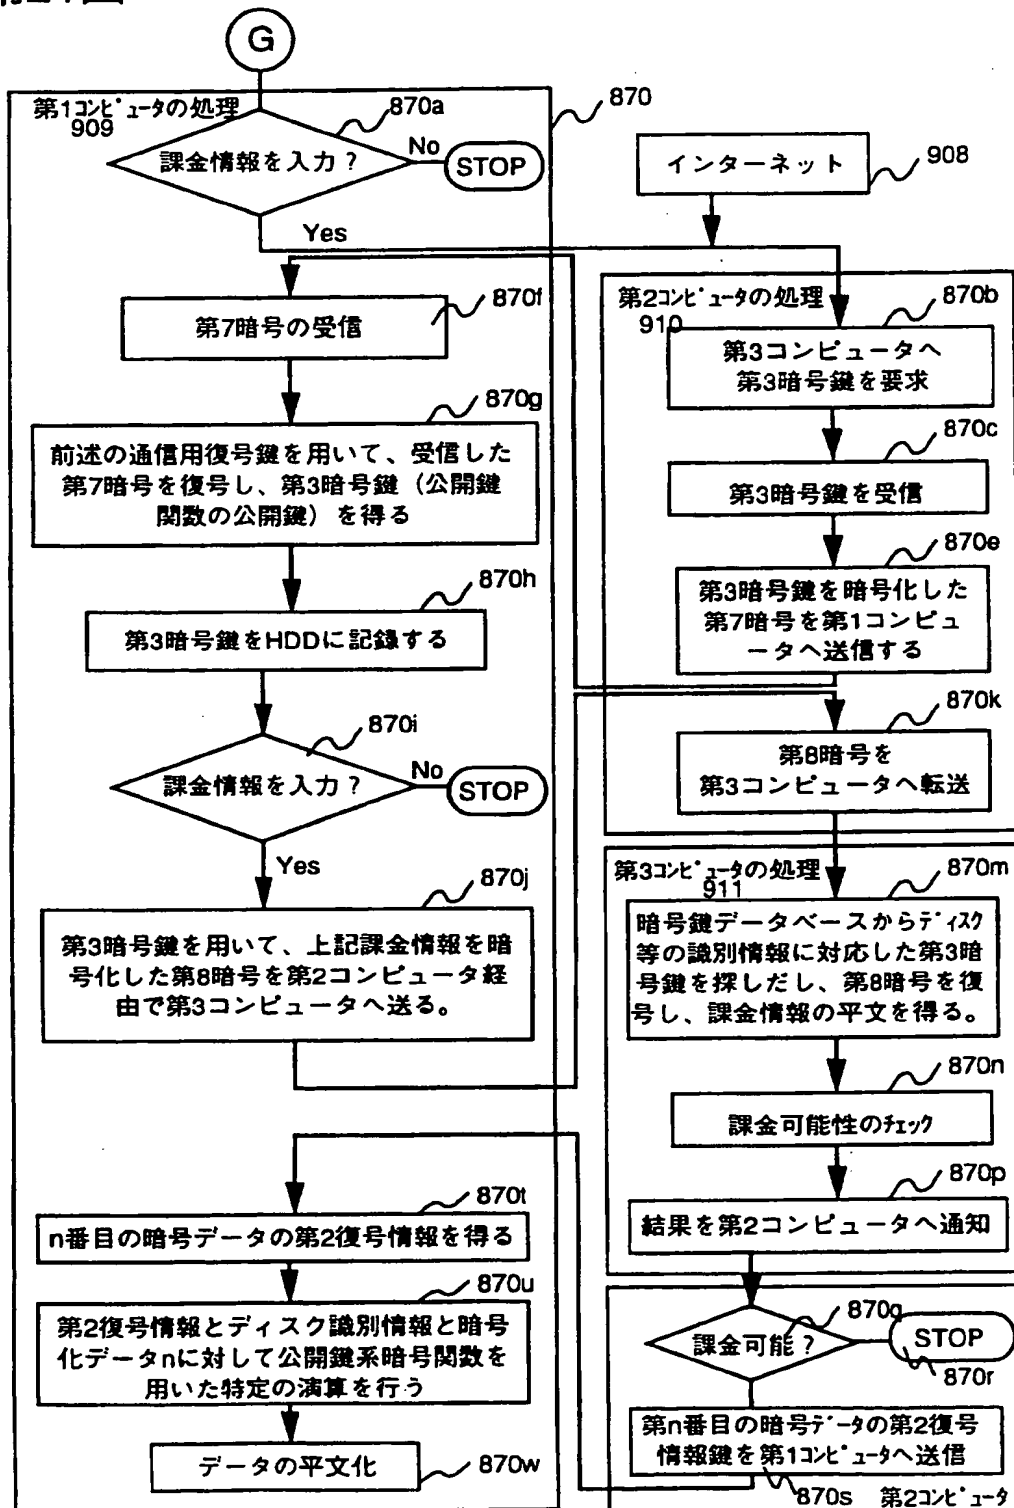 G
第1コンピュータの処理
909
870a
870
課金情報を入力？
No
STOP
Yes
インターネット
908
第7暗号の受信
870f
前述の通信用復号鍵を用いて、受信した
第7暗号を復号し、第3暗号鍵（公開鍵
関数の公開鍵）を得る
870g
第3暗号鍵をHDDに記録する
870h
課金情報を入力？
870i
No
STOP
Yes
870j
第3暗号鍵を用いて、上記課金情報を暗
号化した第8暗号を第2コンピュータ経
由で第3コンピュータへ送る。
第2コンピュータの処理
910
870b
第3コンピュータへ
第3暗号鍵を要求
870c
第3暗号鍵を受信
870e
第3暗号鍵を暗号化した
第7暗号を第1コンピュ
ータへ送信する
870k
第8暗号を
第3コンピュータへ転送
第3コンピュータの処理
911
870m
暗号鍵データベースからディスク
等の識別情報に対応した第3暗
号鍵を探しだし、第8暗号を復
号し、課金情報の平文を得る。
870n
課金可能性のチェック
870p
結果を第2コンピュータへ通知
870q
課金可能？
STOP
870r
第n番目の暗号データの第2復号
情報鍵を第1コンピュータへ送信
870s
第2コンピュータ
870t
n番目の暗号データの第2復号情報を得る
870u
第2復号情報とディスク識別情報と暗号
化データnに対して公開鍵系暗号関数を
用いた特定の演算を行う
データの平文化
870w